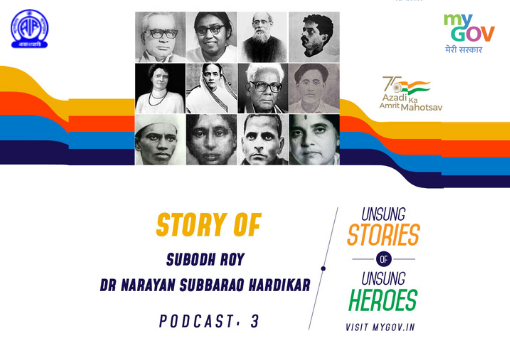 my
GOV
मेरी सरकार
75
Azadi Ka
Amrit Mahotsav
STORY OF
SUBODH ROY
DR NARAYAN SUBBARAO HARDIKAR
PODCAST. 3
UNSUNG
STORIES
OF
UNSUNG
HEROES
VISIT MYGOV.IN